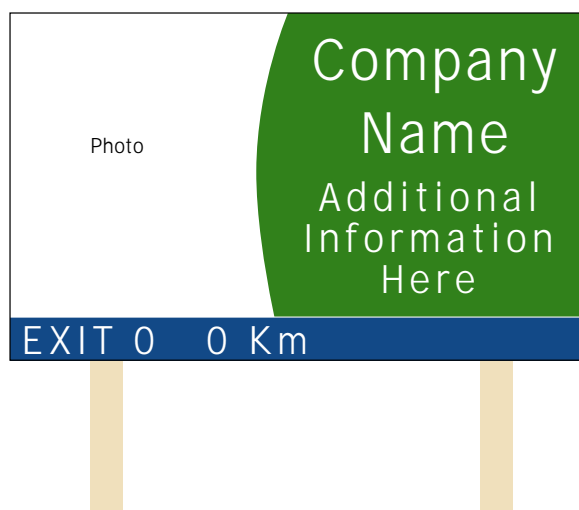 Photo
Company
Name
Additional
Information
Here
EXIT 0 0 Km